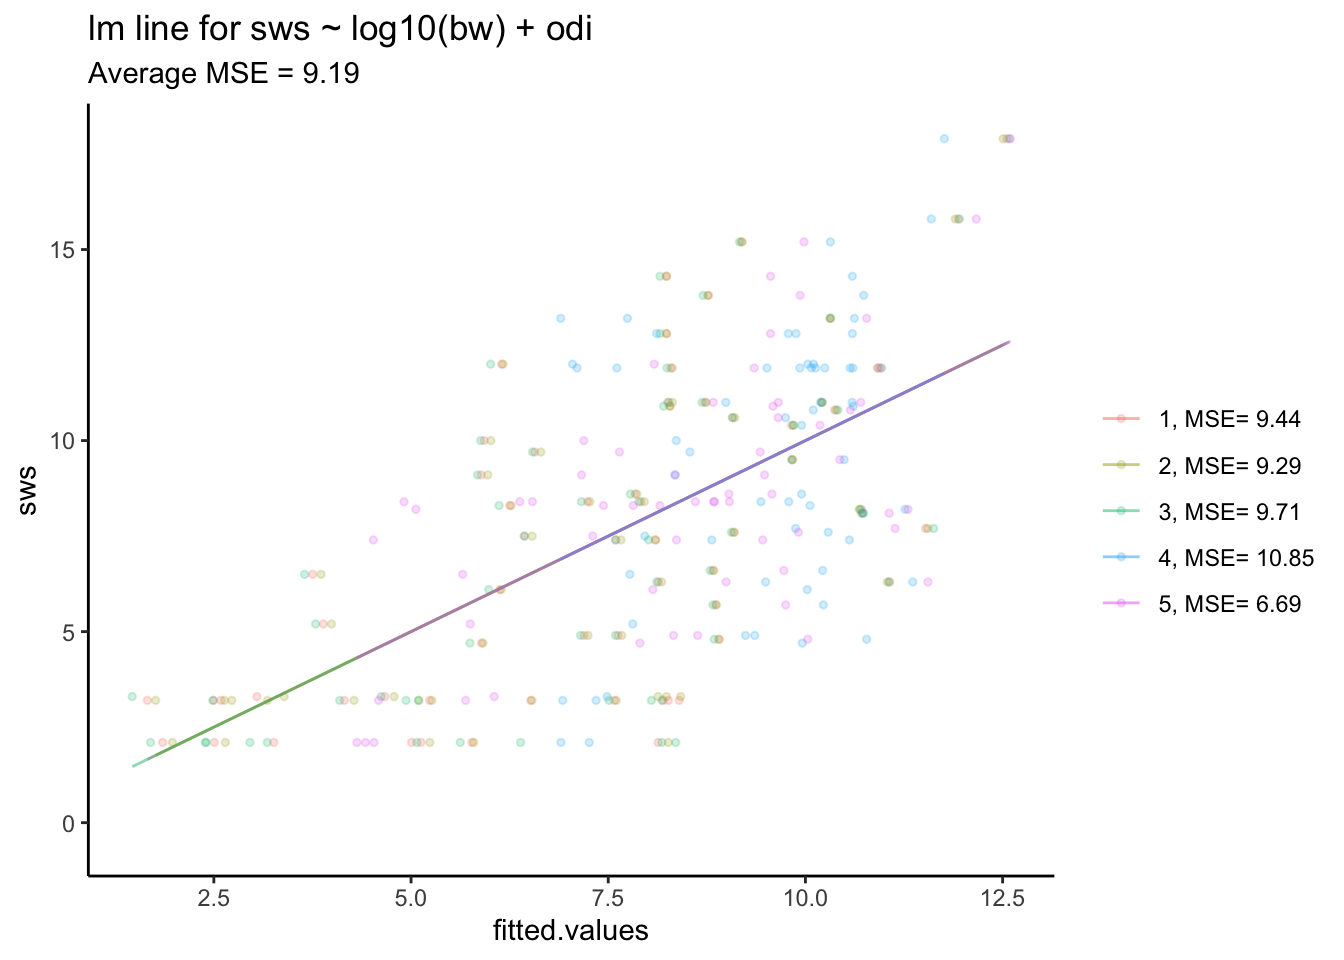 lm line for sws ~ log10(bw) + odi
Average MSE = 9.19
15
10
5
0
sws
2.5
5.0
7.5
10.0
12.5
fitted.values
1, MSE= 9.44
2, MSE= 9.29
3, MSE= 9.71
4, MSE= 10.85
5, MSE= 6.69